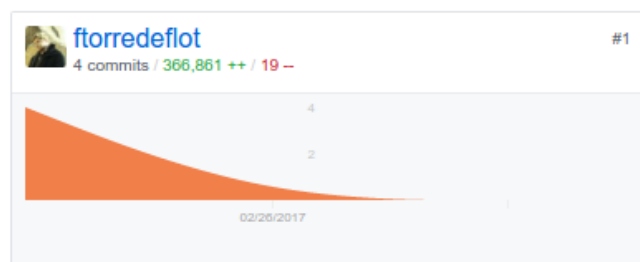 ftorredeflot
#1
4 commits / 366,861 ++ / 19 --
4
2
02/26/2017